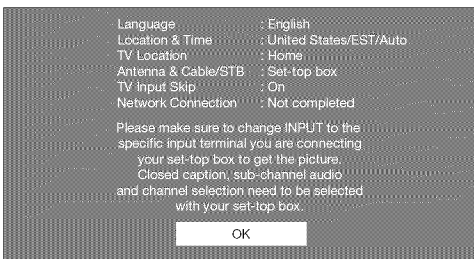 Language : English
Location & Time : United States/EST/Auto
TV Location : Home
Antenna & Cable/STB : Set-top box
TV Input Skip : On
Network Connection : Not completed
Please make sure to change INPUT to the
specific input terminal you are connecting
your set-top box to get the picture.
Closed caption, sub-channel audio
and channel selection need to be selected
with your set-top box.
OK